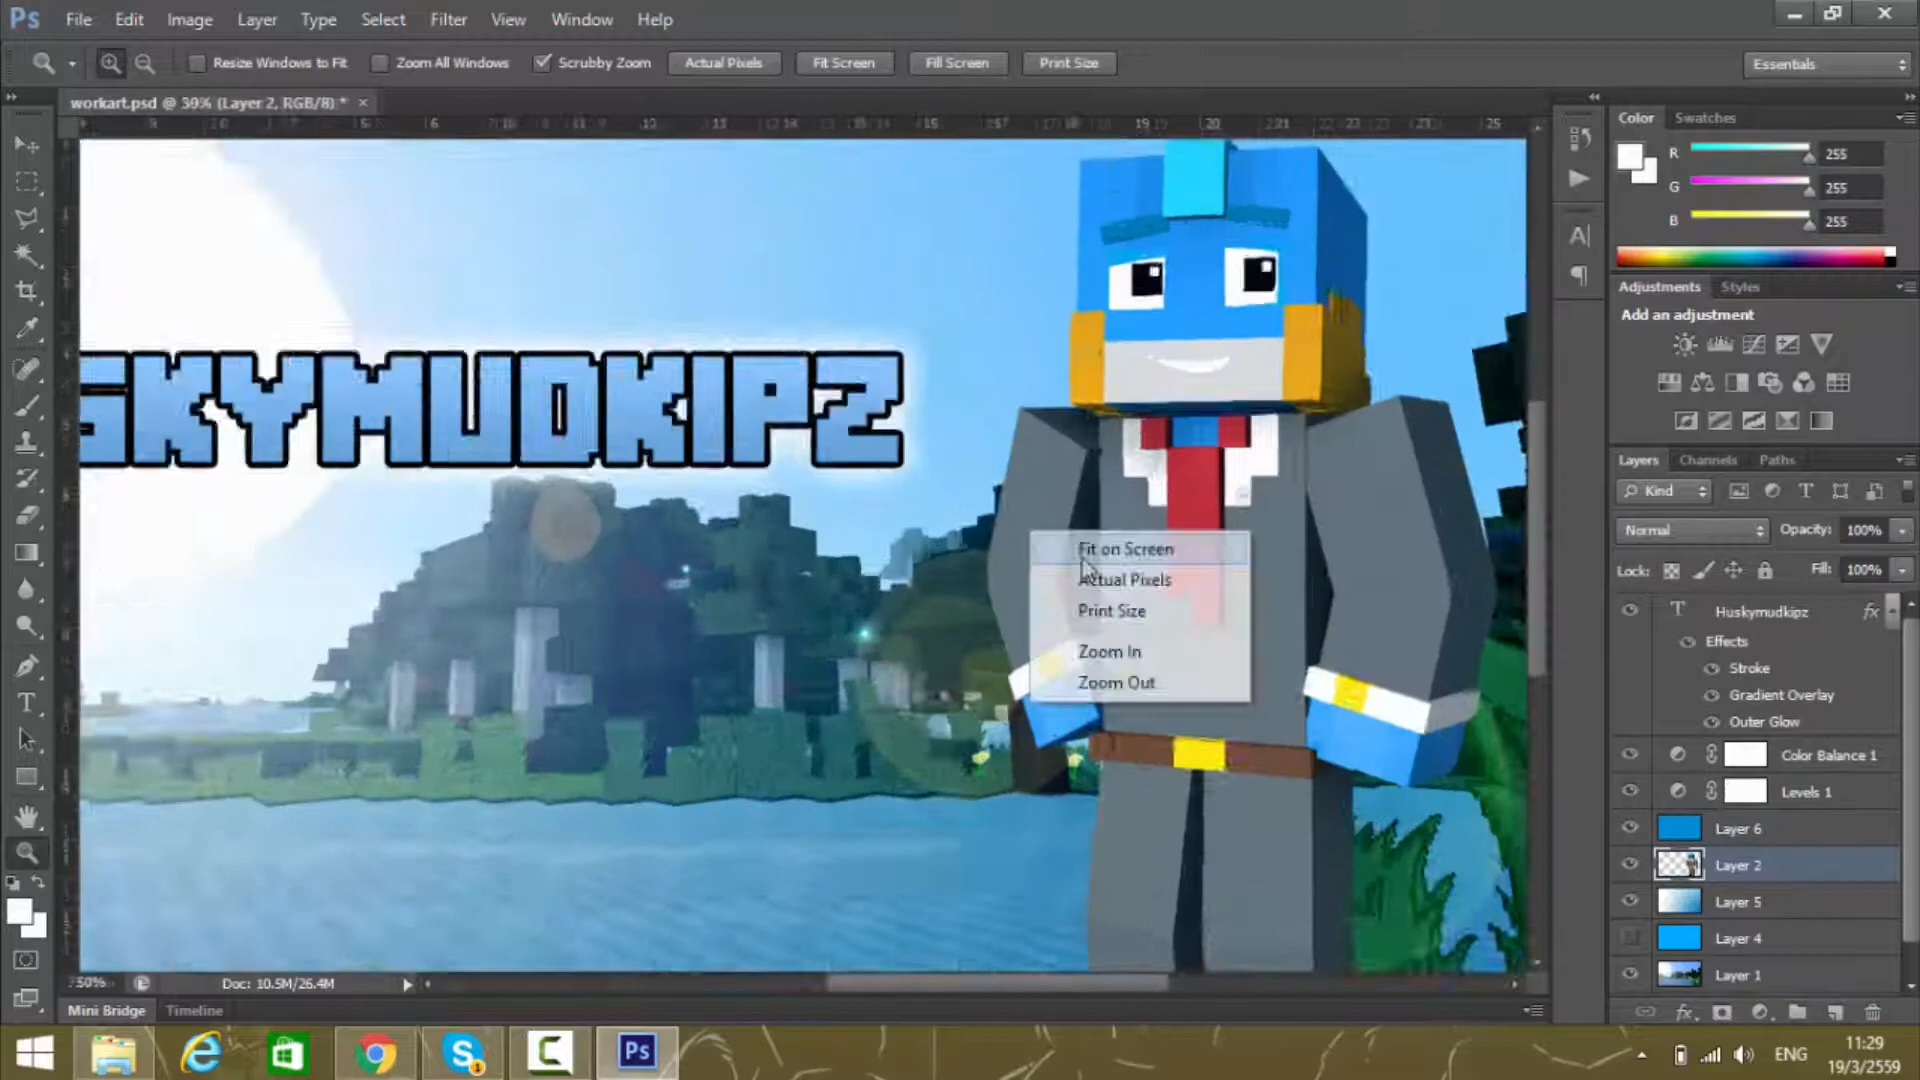 Ps File Edit Image Layer Type Select Filter View Window Help
Resize Windows to Fit Zoom All Windows Scrubby Zoom Actual Pixels Fit Screen Fill Screen Print Size Essentials
workart.psd @ 39% (Layer 2, RGB/8) * ×
Color Swatches
R 255
G 255
B 255
Adjustments Styles
Add an adjustment
SKYMUDKIPZ
Layers Channels Paths
Kind
Normal Opacity: 100%
Lock: Fill: 100%
Fit on Screen
Actual Pixels
Print Size
Zoom In
Zoom Out
T Huskymudkipz fx
Effects
Stroke
Gradient Overlay
Outer Glow
Color Balance 1
Levels 1
Layer 6
Layer 2
Layer 5
Layer 4
Layer 1
50% Doc: 10.5M/26.4M
Mini Bridge Timeline
ENG
11:29
19/3/2559